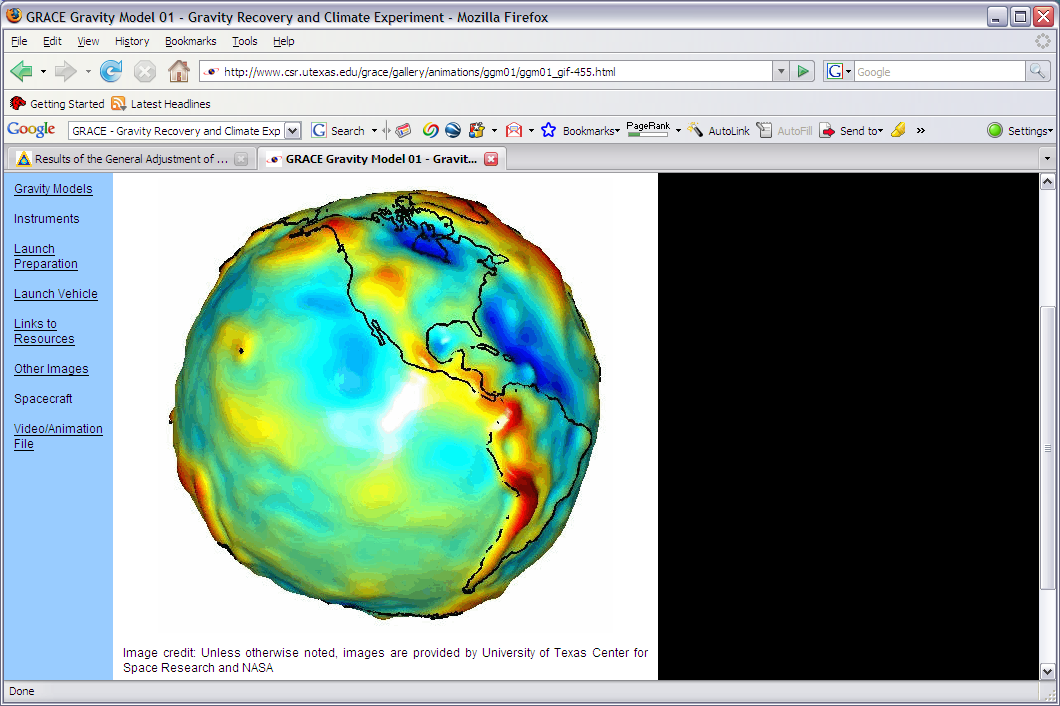 GRACE Gravity Model 01 - Gravity Recovery and Climate Experiment - Mozilla Firefox
File Edit View History Bookmarks Tools Help
http://www.csr.utexas.edu/grace/gallery/animations/ggm01/ggm01_gif-455.html
G Google
Getting Started Latest Headlines
Google GRACE - Gravity Recovery and Climate Exp G Search Bookmarks PageRank AutoLink AutoFill Send to » Settings
Results of the General Adjustment of ... GRACE Gravity Model 01 - Gravit...
Gravity Models
Instruments
Launch
Preparation
Launch Vehicle
Links to
Resources
Other Images
Spacecraft
Video/Animation
File
Image credit: Unless otherwise noted, images are provided by University of Texas Center for
Space Research and NASA
Done